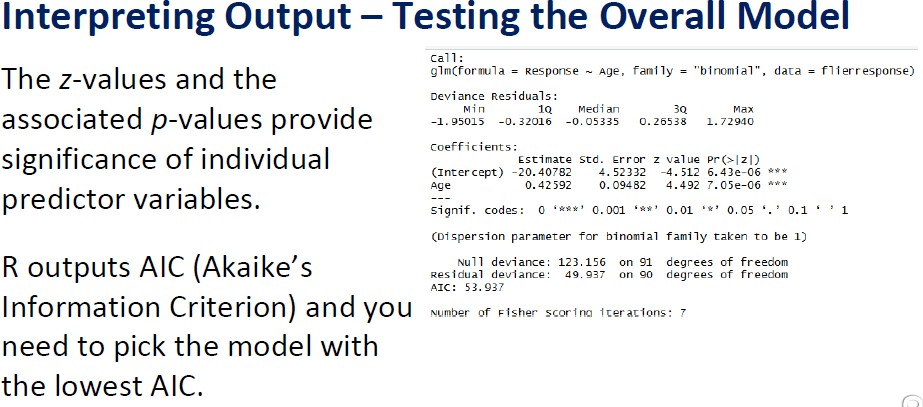 Interpreting Output – Testing the Overall Model
The z-values and the
associated p-values provide
significance of individual
predictor variables.
R outputs AIC (Akaike's
Information Criterion) and you
need to pick the model with
the lowest AIC.
Call:
glm(formula = Response ~ Age, family = "binomial", data = flierresponse)
Deviance Residuals:
Min 1Q Median 3Q Max
-1.95015 -0.32016 -0.05335 0.26538 1.72940
Coefficients:
Estimate Std. Error z value Pr(>|z|)
(Intercept) -20.40782 4.52332 -4.512 6.43e-06 ***
Age 0.42592 0.09482 4.492 7.05e-06 ***
---
Signif. codes: 0 '***' 0.001 '**' 0.01 '*' 0.05 '.' 0.1 ' ' 1
(Dispersion parameter for binomial family taken to be 1)
Null deviance: 123.156 on 91 degrees of freedom
Residual deviance: 49.937 on 90 degrees of freedom
AIC: 53.937
Number of Fisher Scoring iterations: 7